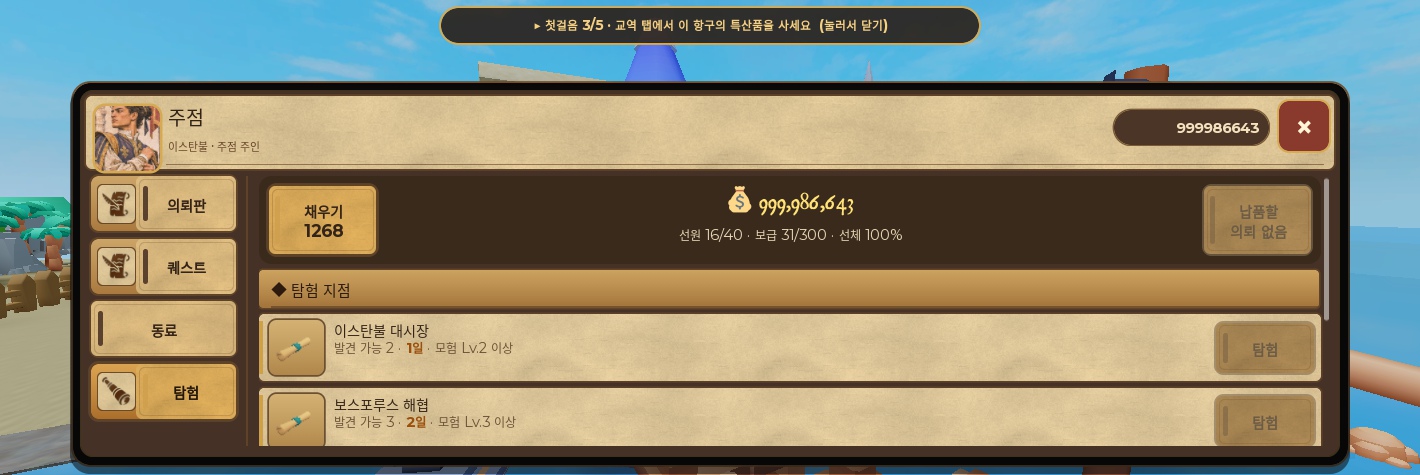 ▸ 첫걸음 3/5 · 교역 탭에서 이 항구의 특산품을 사세요 (눌러서 닫기)
주점
이스탄불 · 주점 주인
999986643
의뢰판
퀘스트
동료
탐험
채우기
1268
999,986,643
선원 16/40 · 보급 31/300 · 선체 100%
납품할
의뢰 없음
◆ 탐험 지점
이스탄불 대시장
발견 가능 2 · 1일 · 모험 Lv.2 이상
탐험
보스포루스 해협
발견 가능 3 · 2일 · 모험 Lv.3 이상
탐험